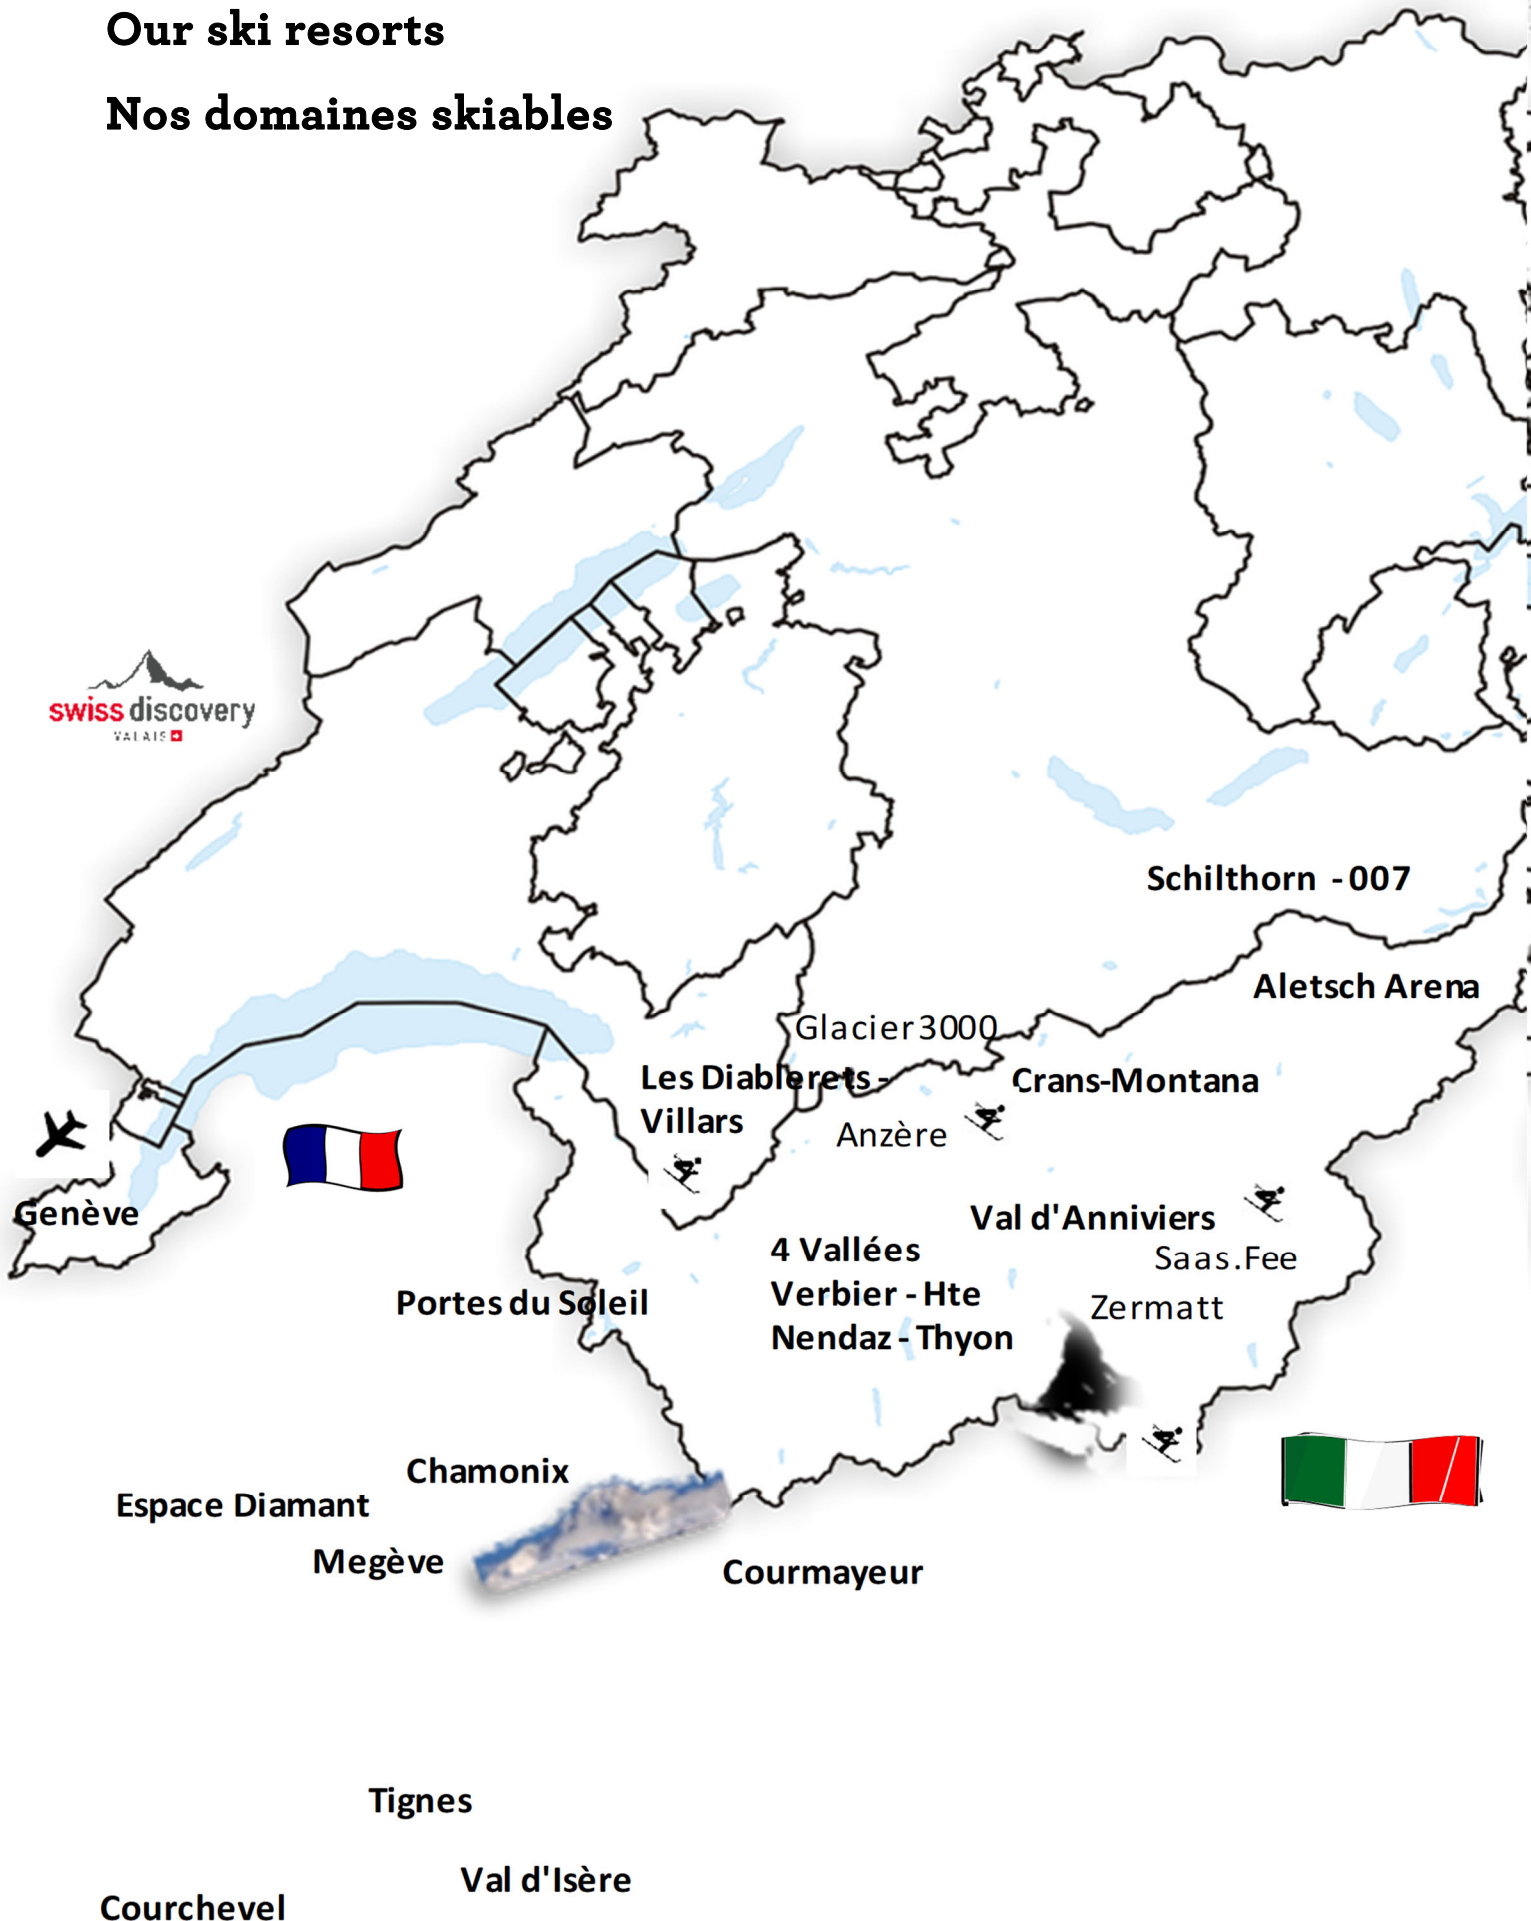 Our ski resorts
Nos domaines skiables
swiss discovery
VALAIS
Schilthorn - 007
Aletsch Arena
Glacier 3000
Les Diablerets -
Villars
Crans-Montana
Anzère
Genève
Val d'Anniviers
4 Vallées
Verbier - Hte
Nendaz - Thyon
Saas.Fee
Zermatt
Portes du Soleil
Chamonix
Espace Diamant
Megève
Courmayeur
Tignes
Val d'Isère
Courchevel